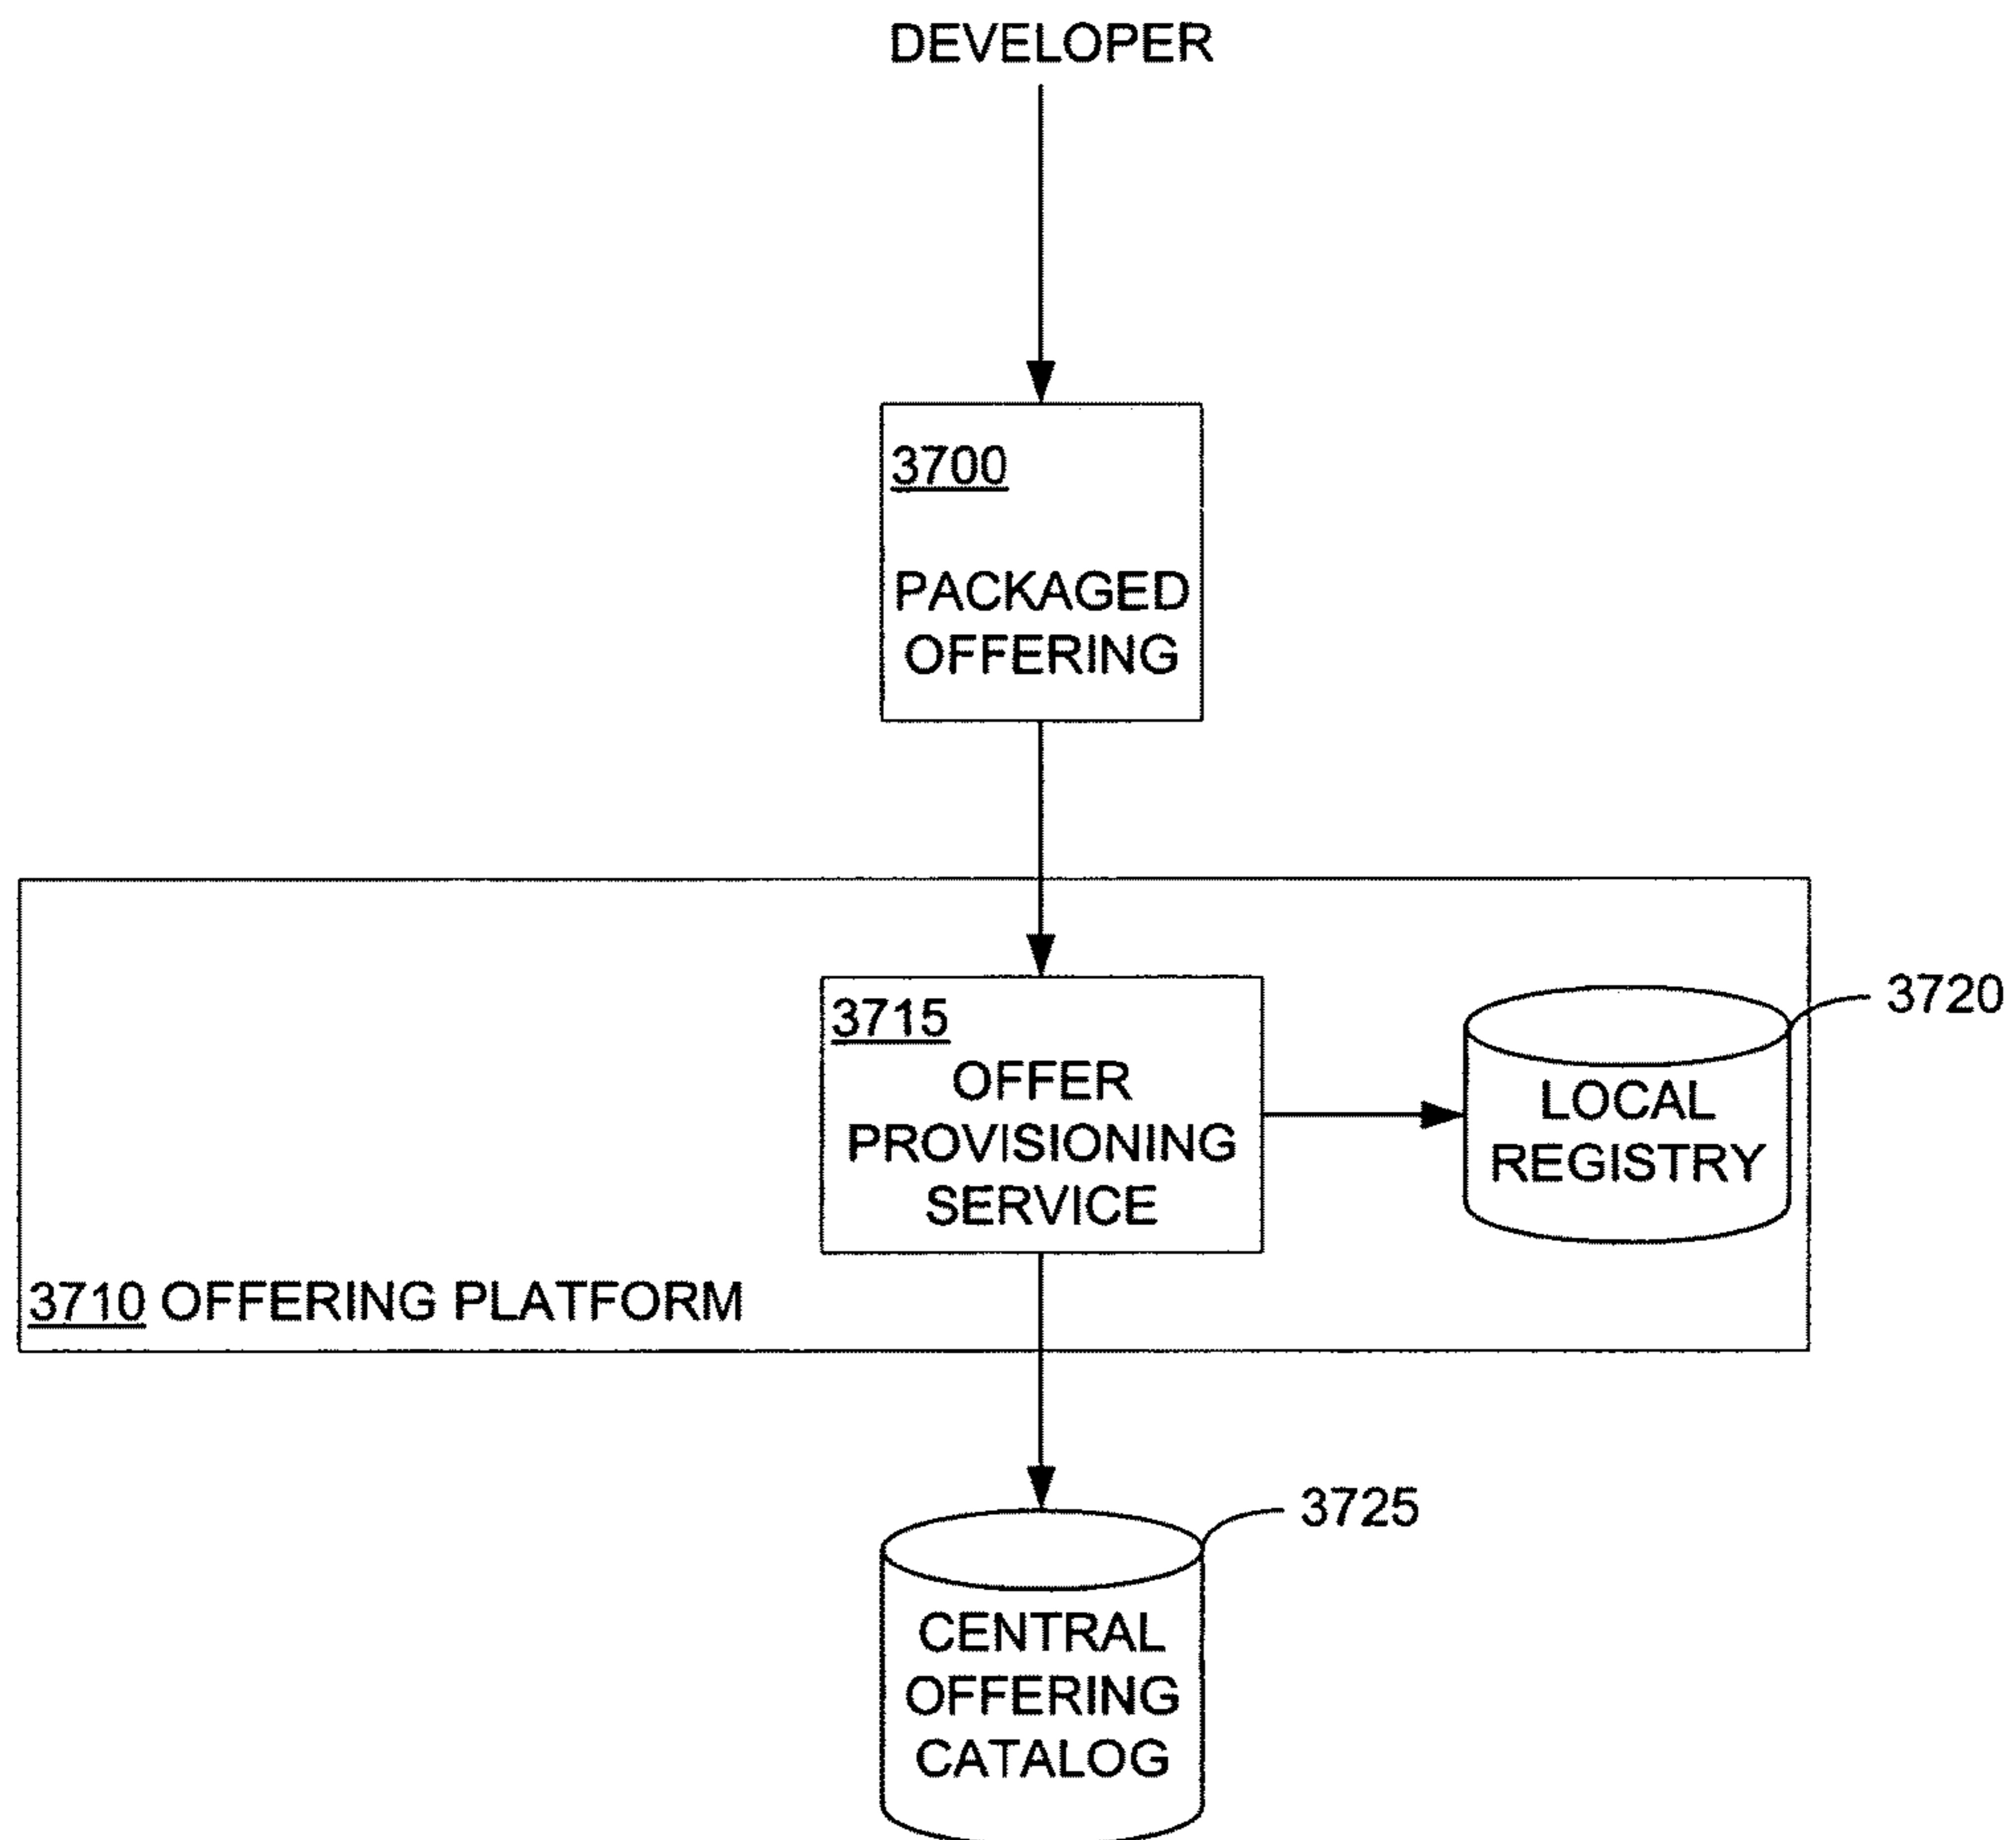 DEVELOPER
3700
PACKAGED
OFFERING
3715
OFFER
PROVISIONING
SERVICE
3720
LOCAL
REGISTRY
3710 OFFERING PLATFORM
3725
CENTRAL
OFFERING
CATALOG